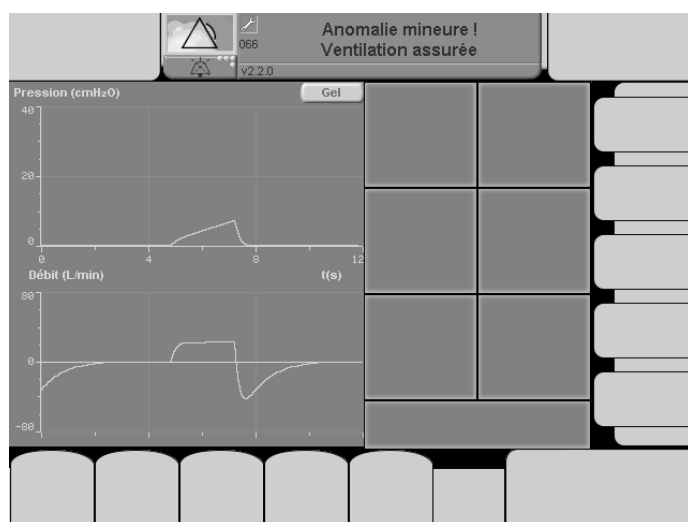 Anomalie mineure !
066
Ventilation assurée
v2.2.0
Pression (cmH₂O)
Gel
40
20
0
0 4 8 12
Débit (L/min)
t(s)
80
0
-80